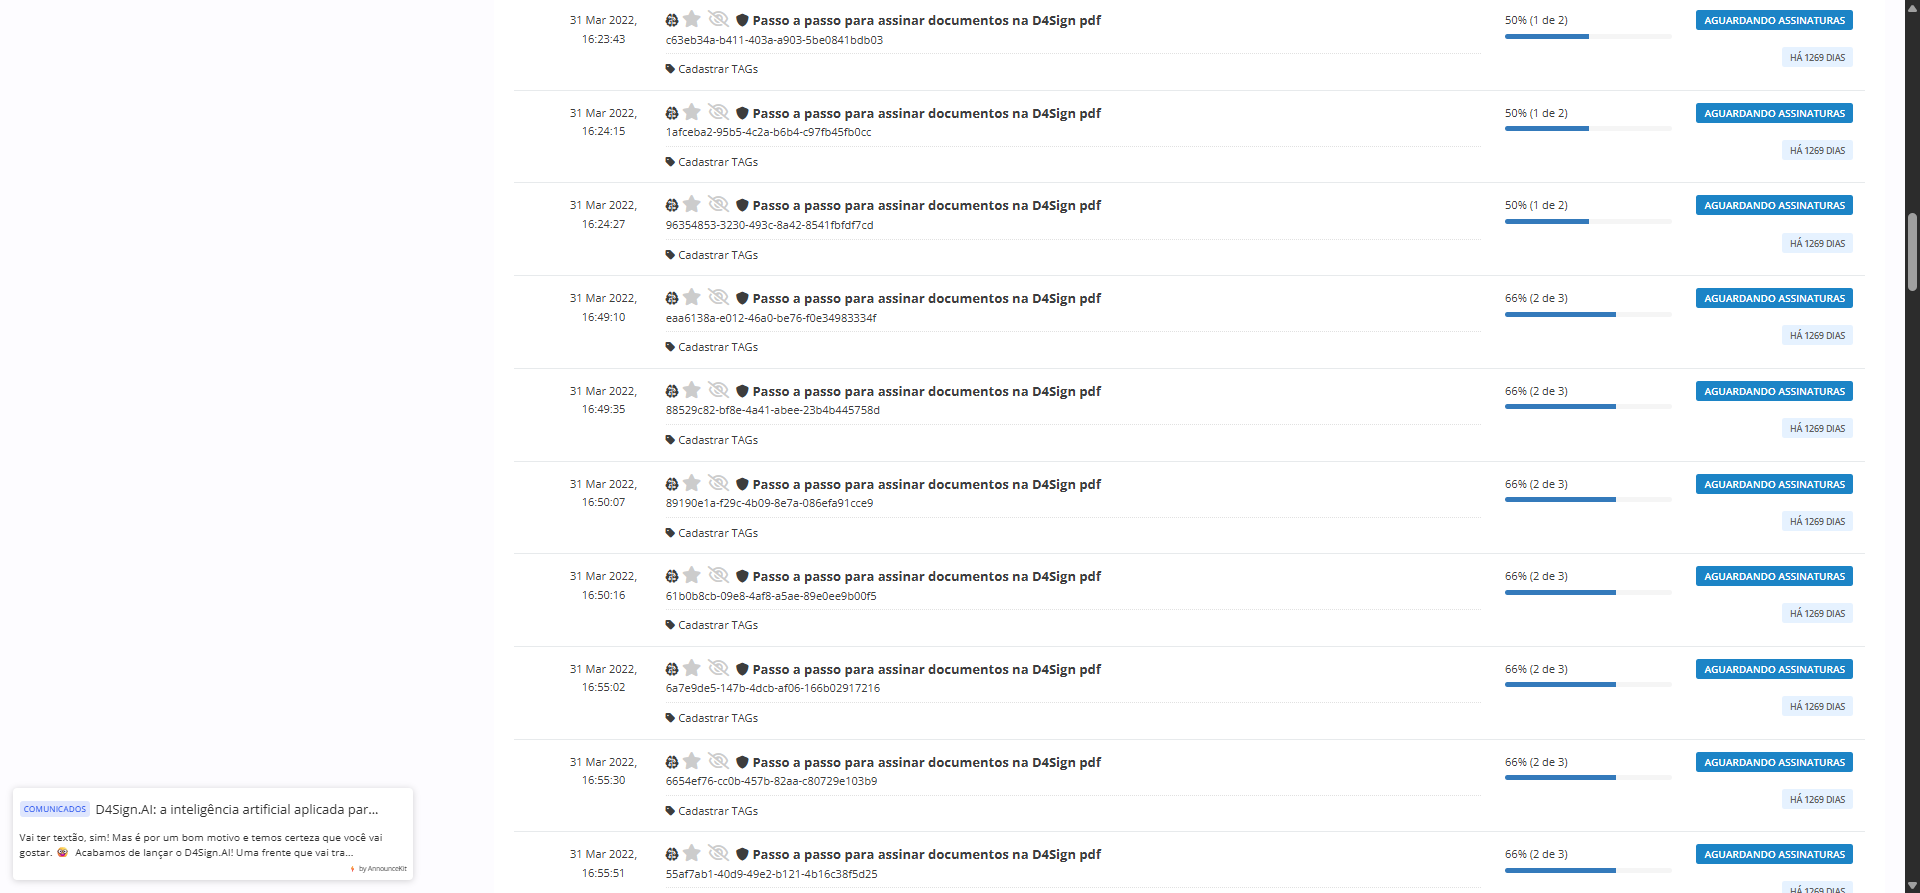 31 Mar 2022,
16:23:43
Passo a passo para assinar documentos na D4Sign pdf
c63eb34a-b411-403a-a903-5be0841bdb03
Cadastrar TAGs
50% (1 de 2)
AGUARDANDO ASSINATURAS
HÁ 1269 DIAS
31 Mar 2022,
16:24:15
Passo a passo para assinar documentos na D4Sign pdf
1afceba2-95b5-4c2a-b6b4-c97fb45fb0cc
Cadastrar TAGs
50% (1 de 2)
AGUARDANDO ASSINATURAS
HÁ 1269 DIAS
31 Mar 2022,
16:24:27
Passo a passo para assinar documentos na D4Sign pdf
96354853-3230-493c-8a42-8541fbfdf7cd
Cadastrar TAGs
50% (1 de 2)
AGUARDANDO ASSINATURAS
HÁ 1269 DIAS
31 Mar 2022,
16:49:10
Passo a passo para assinar documentos na D4Sign pdf
eaa6138a-e012-46a0-be76-f0e34983334f
Cadastrar TAGs
66% (2 de 3)
AGUARDANDO ASSINATURAS
HÁ 1269 DIAS
31 Mar 2022,
16:49:35
Passo a passo para assinar documentos na D4Sign pdf
88529c82-bf8e-4a41-abee-23b4b445758d
Cadastrar TAGs
66% (2 de 3)
AGUARDANDO ASSINATURAS
HÁ 1269 DIAS
31 Mar 2022,
16:50:07
Passo a passo para assinar documentos na D4Sign pdf
89190e1a-f29c-4b09-8e7a-086efa91cce9
Cadastrar TAGs
66% (2 de 3)
AGUARDANDO ASSINATURAS
HÁ 1269 DIAS
31 Mar 2022,
16:50:16
Passo a passo para assinar documentos na D4Sign pdf
61b0b8cb-09e8-4af8-a5ae-89e0ee9b00f5
Cadastrar TAGs
66% (2 de 3)
AGUARDANDO ASSINATURAS
HÁ 1269 DIAS
31 Mar 2022,
16:55:02
Passo a passo para assinar documentos na D4Sign pdf
6a7e9de5-147b-4dcb-af06-166b02917216
Cadastrar TAGs
66% (2 de 3)
AGUARDANDO ASSINATURAS
HÁ 1269 DIAS
31 Mar 2022,
16:55:30
Passo a passo para assinar documentos na D4Sign pdf
6654ef76-cc0b-457b-82aa-c80729e103b9
Cadastrar TAGs
66% (2 de 3)
AGUARDANDO ASSINATURAS
HÁ 1269 DIAS
31 Mar 2022,
16:55:51
Passo a passo para assinar documentos na D4Sign pdf
55af7ab1-40d9-49e2-b121-4b16c38f5d25
66% (2 de 3)
AGUARDANDO ASSINATURAS
HÁ 1269 DIAS
COMUNICADOS D4Sign.AI: a inteligência artificial aplicada par...
Vai ter textão, sim! Mas é por um bom motivo e temos certeza que você vai
gostar. Acabamos de lançar o D4Sign.AI! Uma frente que vai tra...
by AnnounceKit